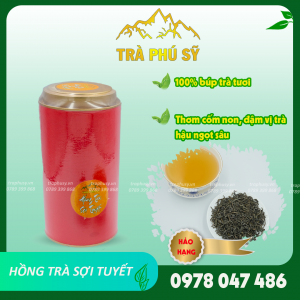 TRÀ PHÚ SỸ
100% búp trà tươi
Thơm cốm non, đậm vị trà
hậu ngọt sâu
HẢO
HẠNG
HỒNG TRÀ SỢI TUYẾT
0978 047 486